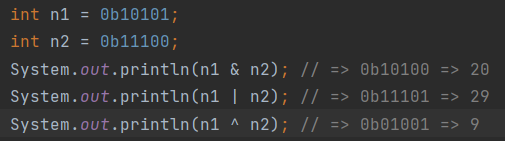 int n1 = 0b10101;
int n2 = 0b11100;
System.out.println(n1 & n2); // => 0b10100 => 20
System.out.println(n1 | n2); // => 0b11101 => 29
System.out.println(n1 ^ n2); // => 0b01001 => 9